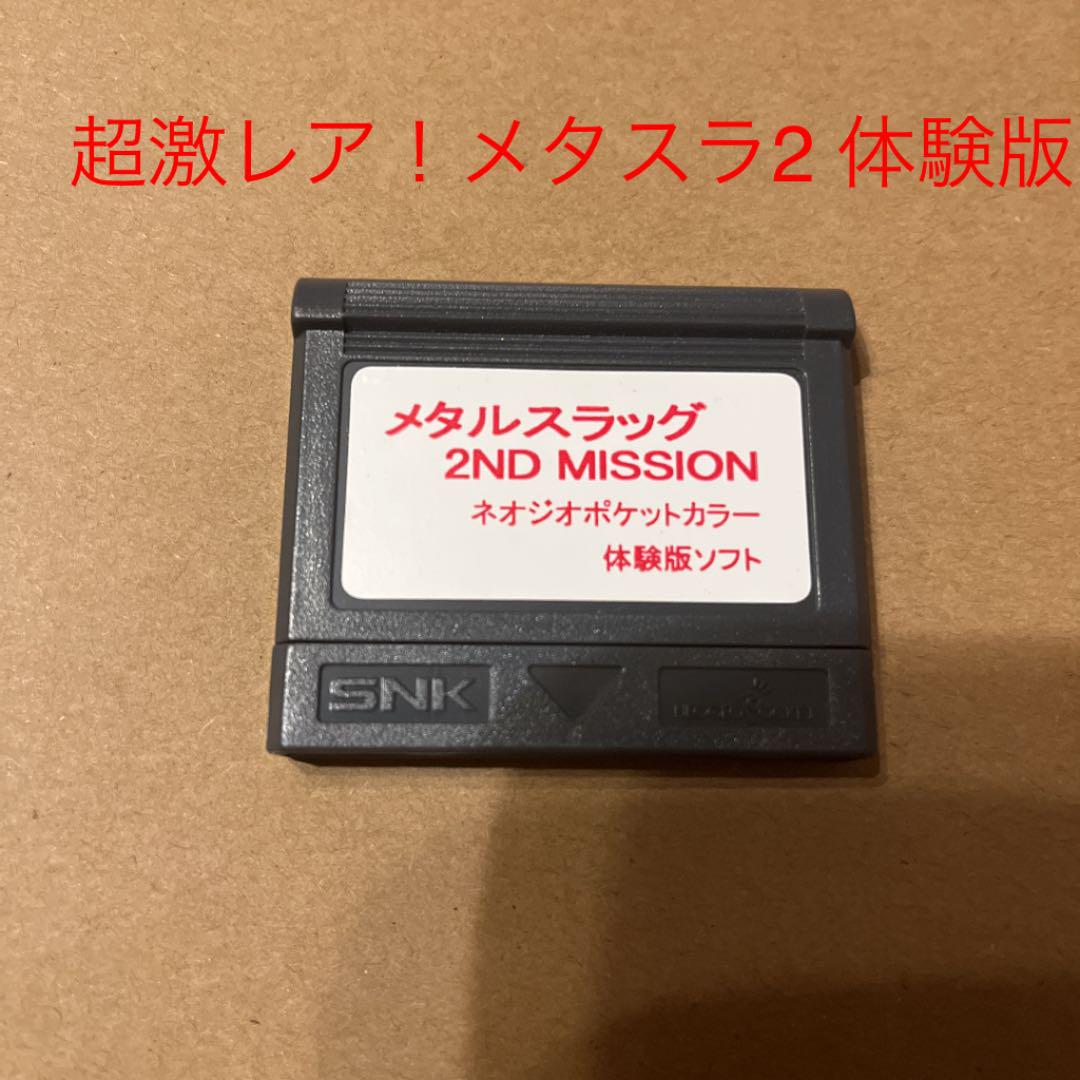 超激レア！メタスラ2 体験版
メタルスラッグ
2ND MISSION
ネオジオポケットカラー
体験版ソフト
SNK